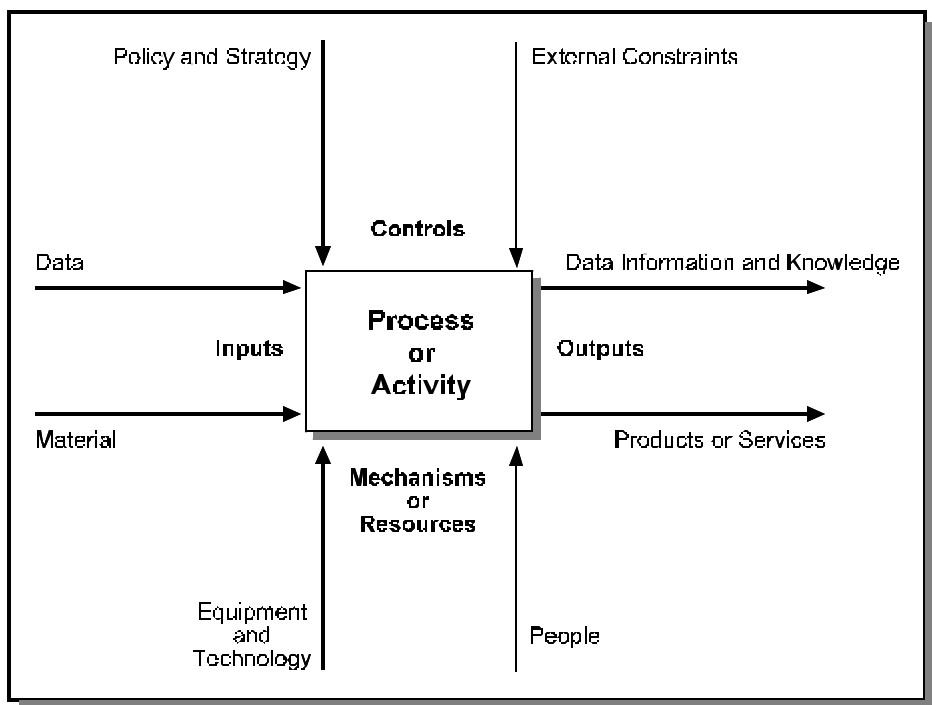 Policy and Strategy
External Constraints
Controls
Data
Data Information and Knowledge
Process
or
Activity
Inputs
Outputs
Material
Products or Services
Mechanisms
or
Resources
Equipment
and
Technology
People